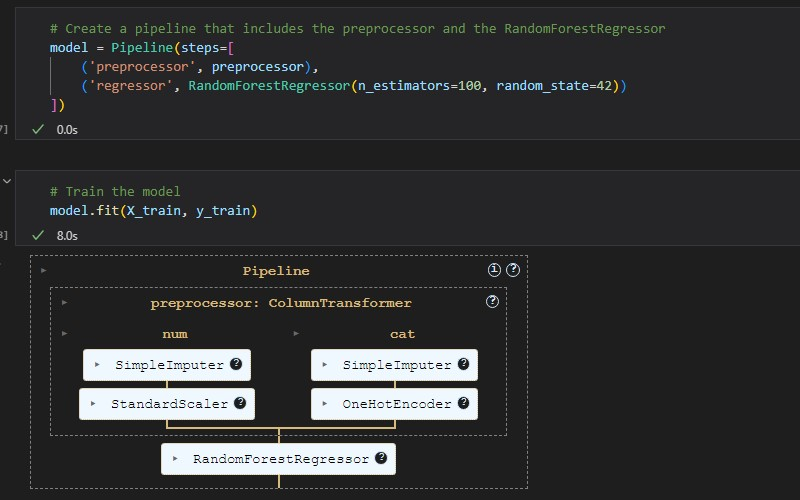 # Create a pipeline that includes the preprocessor and the RandomForestRegressor
model = Pipeline(steps=[
('preprocessor', preprocessor),
('regressor', RandomForestRegressor(n_estimators=100, random_state=42))
])
7] 0.0s
# Train the model
model.fit(X_train, y_train)
8.0s
Pipeline i ?
preprocessor: ColumnTransformer ?
num cat
SimpleImputer ? SimpleImputer ?
StandardScaler ? OneHotEncoder ?
RandomForestRegressor ?